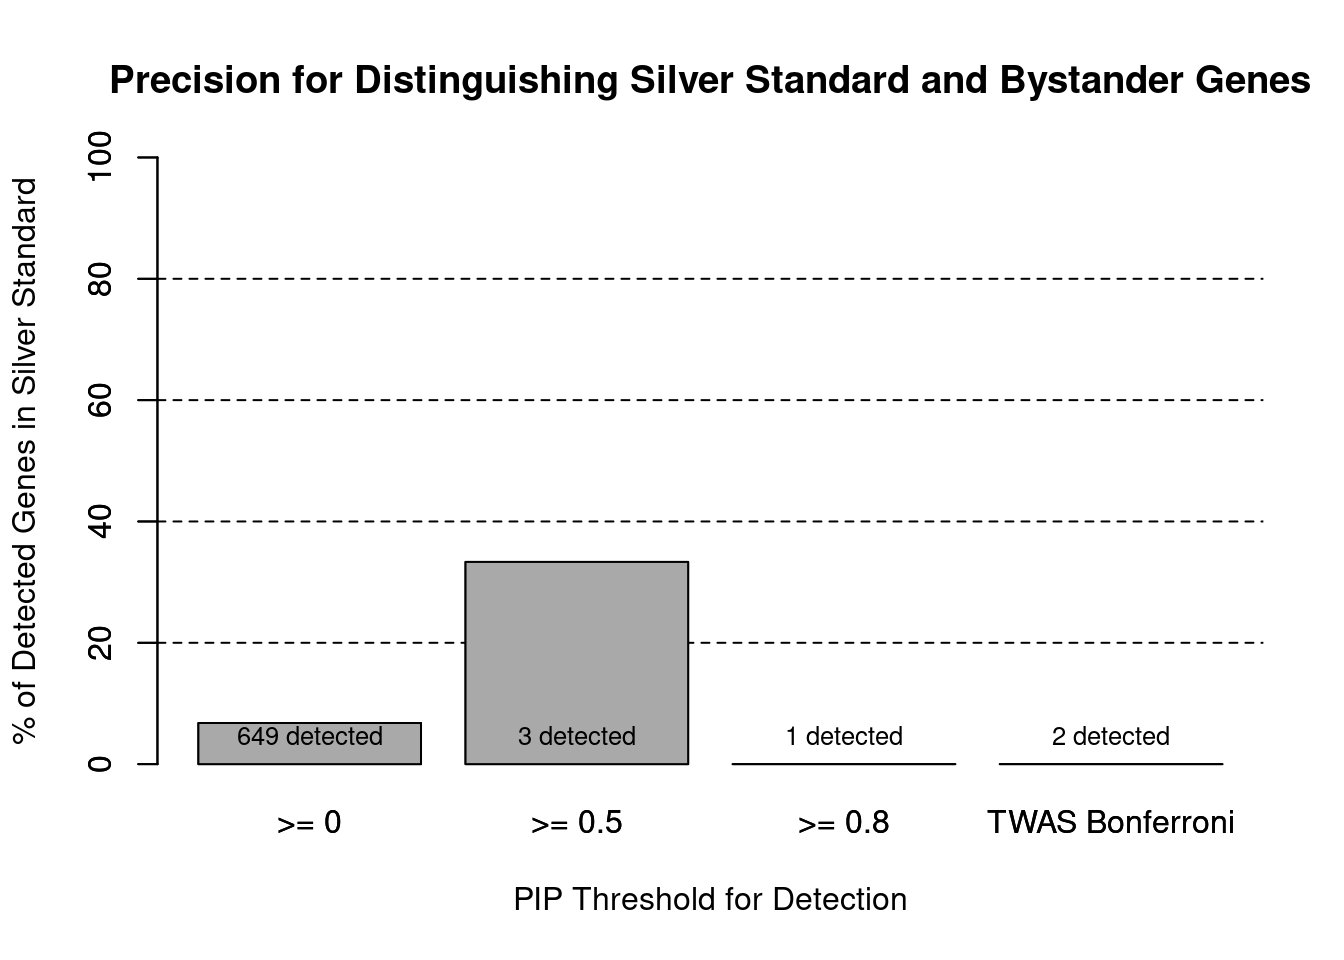 Precision for Distinguishing Silver Standard and Bystander Genes
% of Detected Genes in Silver Standard
100
80
60
40
20
0
649 detected
3 detected
1 detected
2 detected
>= 0
>= 0.5
>= 0.8
TWAS Bonferroni
PIP Threshold for Detection